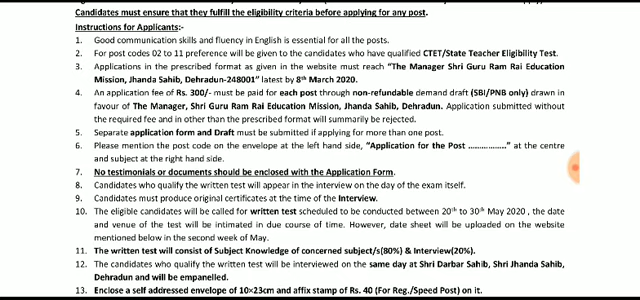 Candidates must ensure that they fulfill the eligibility criteria before applying for any post.
Instructions for Applicants:-
1. Good communication skills and fluency in English is essential for all the posts.
2. For post codes 02 to 11 preference will be given to the candidates who have qualified CTET/State Teacher Eligibility Test.
3. Applications in the prescribed format as given in the website must reach "The Manager Shri Guru Ram Rai Education
Mission, Jhanda Sahib, Dehradun-248001" latest by 8th March 2020.
4. An application fee of Rs. 300/- must be paid for each post through non-refundable demand draft (SBI/PNB only) drawn in
favour of The Manager, Shri Guru Ram Rai Education Mission, Jhanda Sahib, Dehradun. Application submitted without
the required fee and in other than the prescribed format will summarily be rejected.
5. Separate application form and Draft must be submitted if applying for more than one post.
6. Please mention the post code on the envelope at the left hand side, "Application for the Post ................." at the centre
and subject at the right hand side.
7. No testimonials or documents should be enclosed with the Application Form.
8. Candidates who qualify the written test will appear in the interview on the day of the exam itself.
9. Candidates must produce original certificates at the time of the Interview.
10. The eligible candidates will be called for written test scheduled to be conducted between 20th to 30th May 2020 , the date
and venue of the test will be intimated in due course of time. However, date sheet will be uploaded on the website
mentioned below in the second week of May.
11. The written test will consist of Subject Knowledge of concerned subject/s(80%) & Interview(20%).
12. The candidates who qualify the written test will be interviewed on the same day at Shri Darbar Sahib, Shri Jhanda Sahib,
Dehradun and will be empanelled.
13. Enclose a self addressed envelope of 10×23cm and affix stamp of Rs. 40 (For Reg./Speed Post) on it.